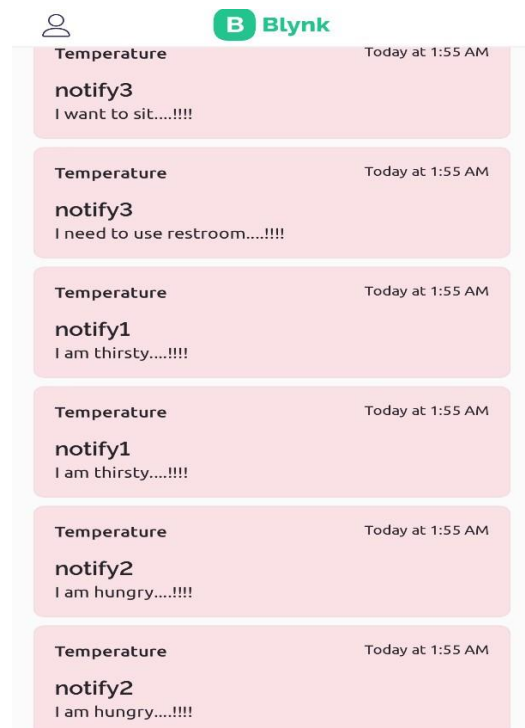 B Blynk
Temperature Today at 1:55 AM
notify3
I want to sit....!!!!
Temperature Today at 1:55 AM
notify3
I need to use restroom....!!!!
Temperature Today at 1:55 AM
notify1
I am thirsty....!!!!
Temperature Today at 1:55 AM
notify1
I am thirsty....!!!!
Temperature Today at 1:55 AM
notify2
I am hungry....!!!!
Temperature Today at 1:55 AM
notify2
I am hungry....!!!!